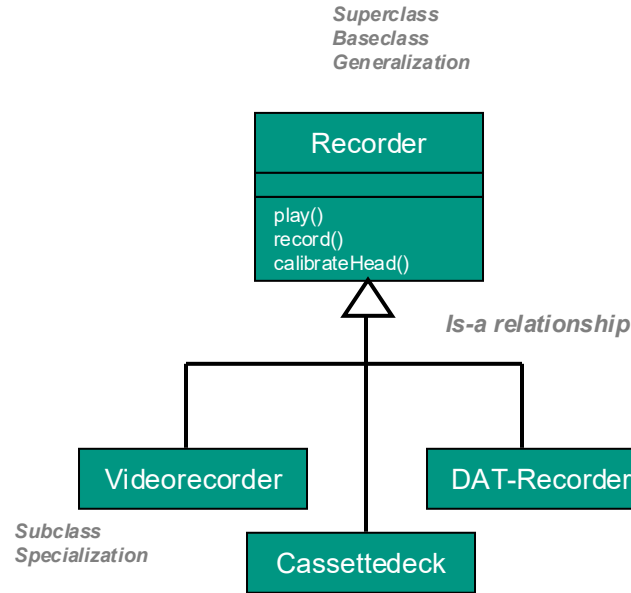 Superclass
Baseclass
Generalization
Recorder
play()
record()
calibrateHead()
Is-a relationship
Videorecorder
DAT-Recorder
Subclass
Specialization
Cassettedeck